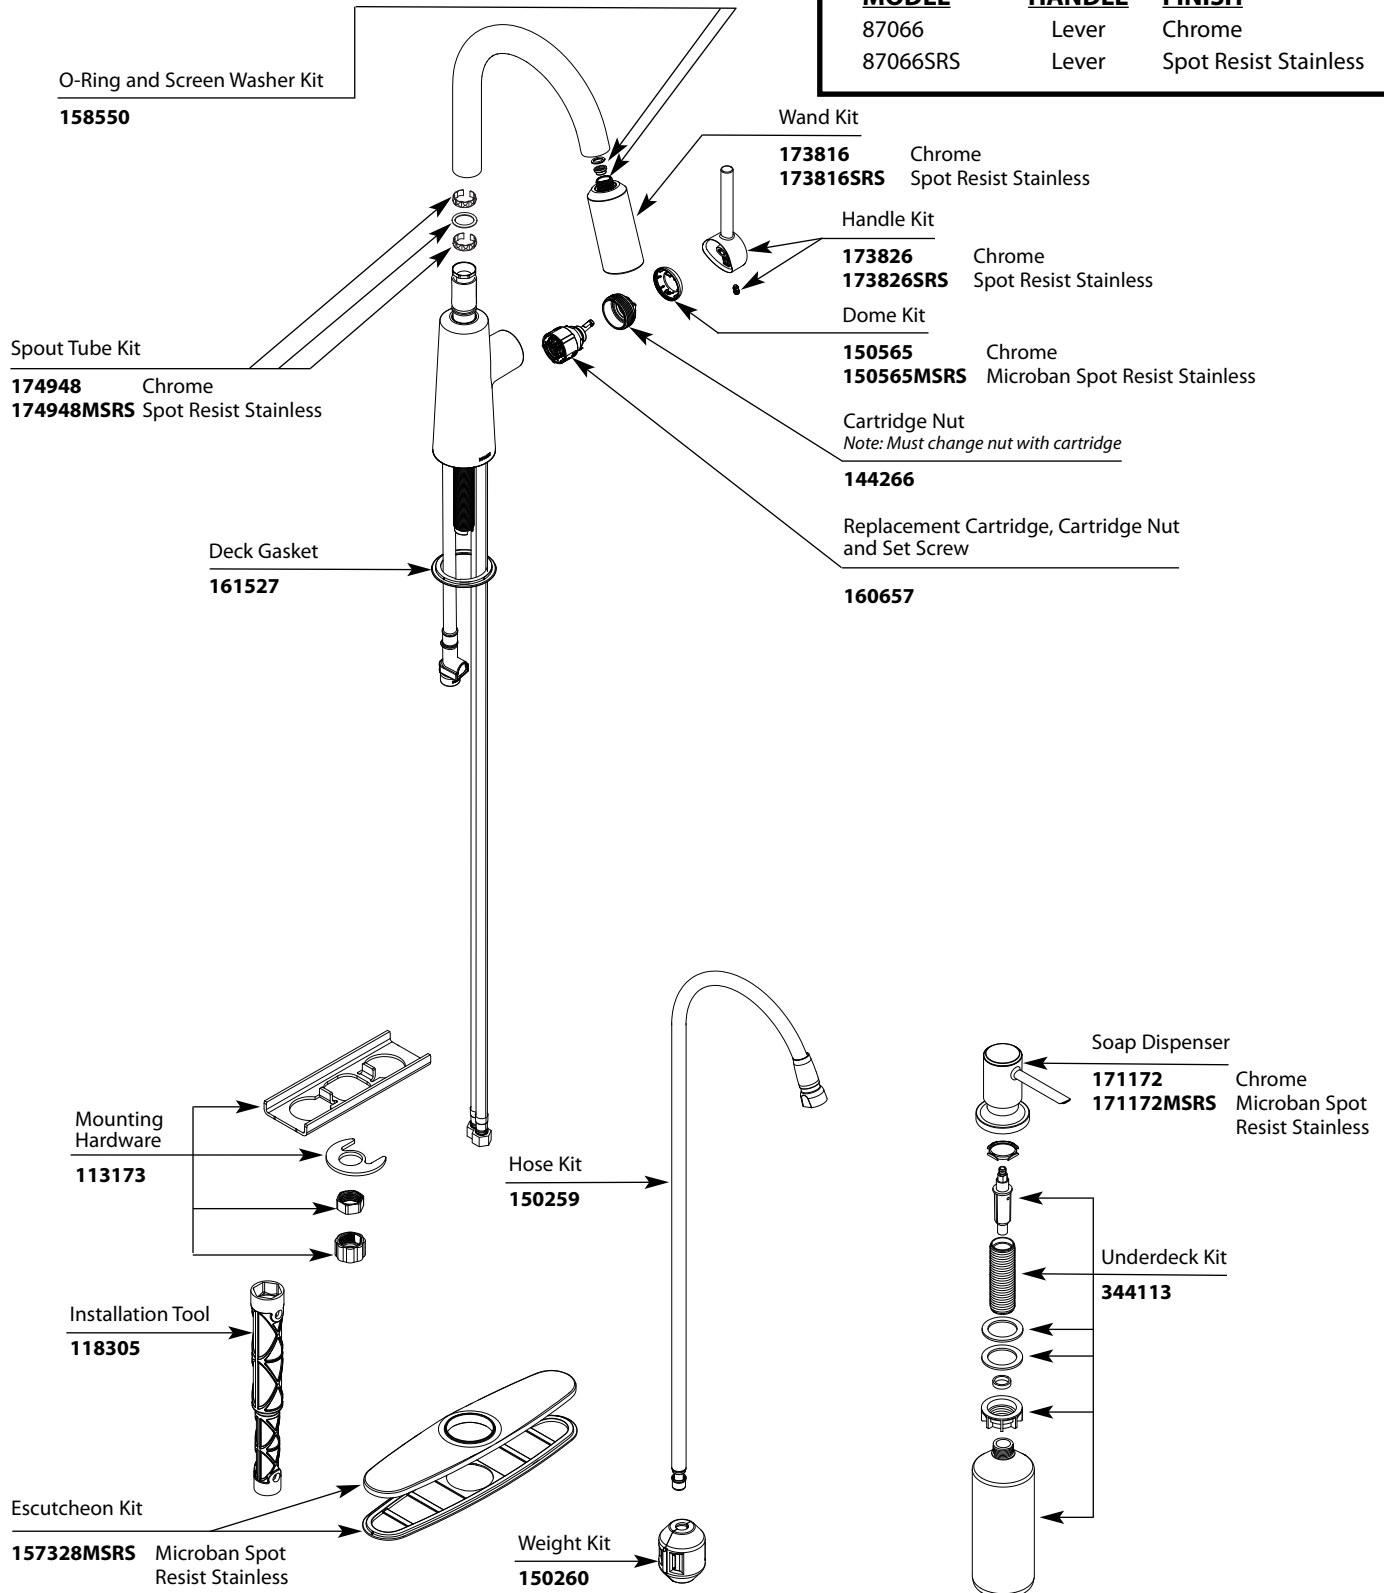 MODEL HANDLE FINISH
87066 Lever Chrome
87066SRS Lever Spot Resist Stainless
O-Ring and Screen Washer Kit
158550
Wand Kit
173816 Chrome
173816SRS Spot Resist Stainless
Handle Kit
173826 Chrome
173826SRS Spot Resist Stainless
Dome Kit
150565 Chrome
150565MSRS Microban Spot Resist Stainless
Spout Tube Kit
174948 Chrome
174948MSRS Spot Resist Stainless
Cartridge Nut
Note: Must change nut with cartridge
144266
Replacement Cartridge, Cartridge Nut
and Set Screw
160657
Deck Gasket
161527
Mounting
Hardware
113173
Hose Kit
150259
Soap Dispenser
171172 Chrome
171172MSRS Microban Spot
Resist Stainless
Underdeck Kit
344113
Installation Tool
118305
Escutcheon Kit
157328MSRS Microban Spot
Resist Stainless
Weight Kit
150260